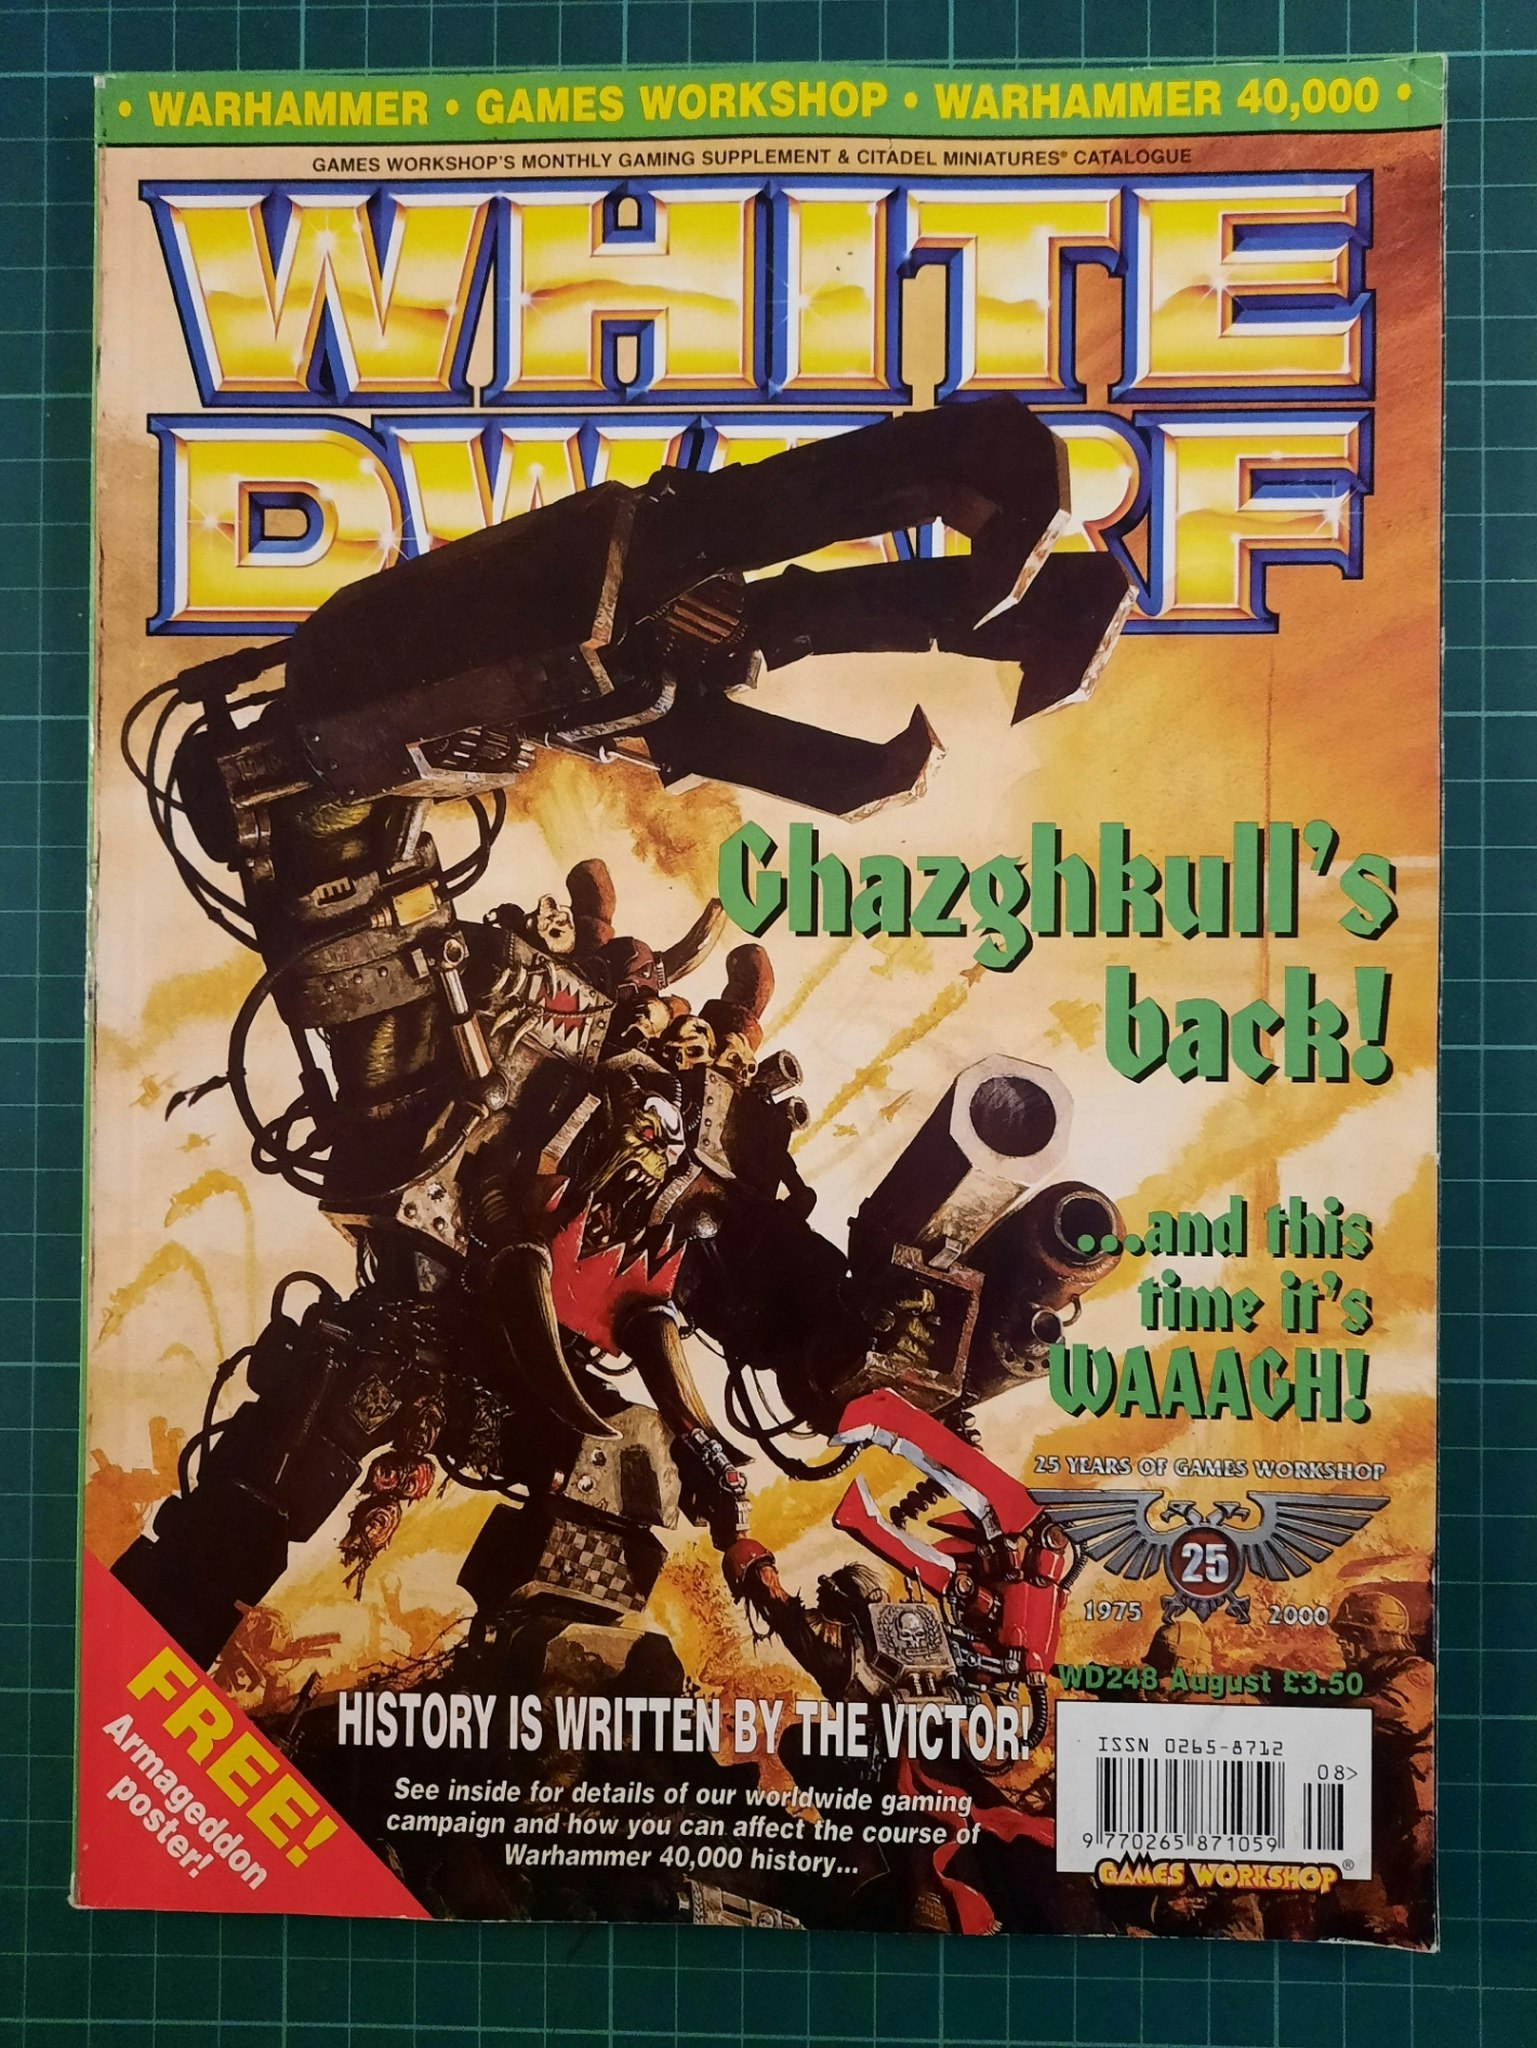 • WARHAMMER • GAMES WORKSHOP • WARHAMMER 40,000 •
GAMES WORKSHOP'S MONTHLY GAMING SUPPLEMENT & CITADEL MINIATURES® CATALOGUE
WHITE ™
DWARF
Ghazghkull's
back!
...and this
time it's
WAAAGH!
25 YEARS OF GAMES WORKSHOP
25
1975 2000
WD248 August £3.50
FREE!
Armageddon
poster!
HISTORY IS WRITTEN BY THE VICTOR!
See inside for details of our worldwide gaming
campaign and how you can affect the course of
Warhammer 40,000 history...
ISSN 0265-8712
08>
9 770265 871059
GAMES WORKSHOP®